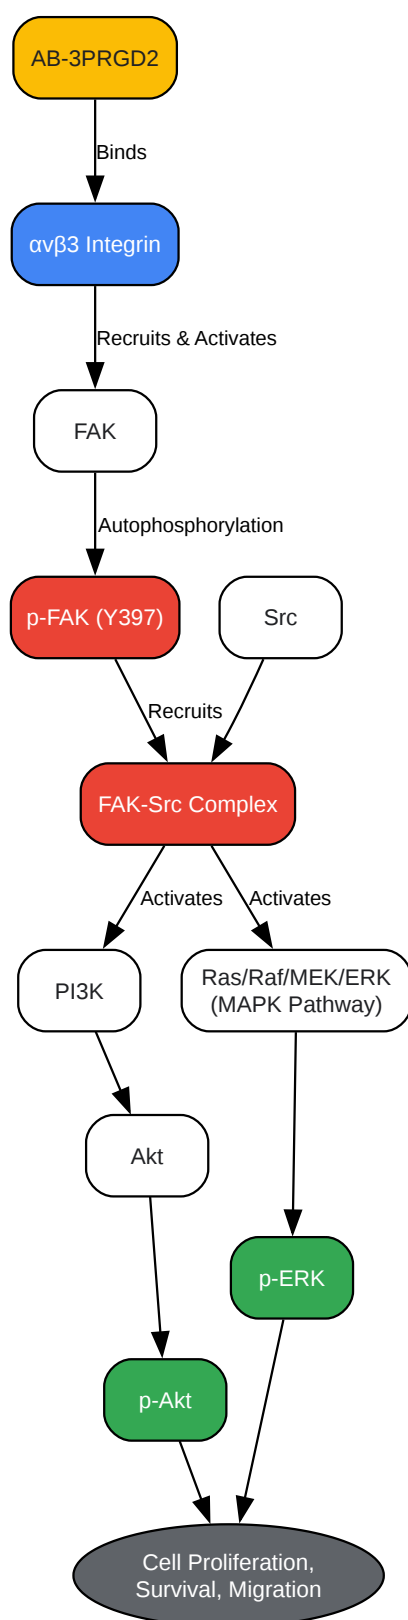 AB-3PRGD2
Binds
αvβ3 Integrin
Recruits & Activates
FAK
Autophosphorylation
p-FAK (Y397)
Src
Recruits
FAK-Src Complex
Activates
Activates
PI3K
Ras/Raf/MEK/ERK
(MAPK Pathway)
Akt
p-ERK
p-Akt
Cell Proliferation,
Survival, Migration